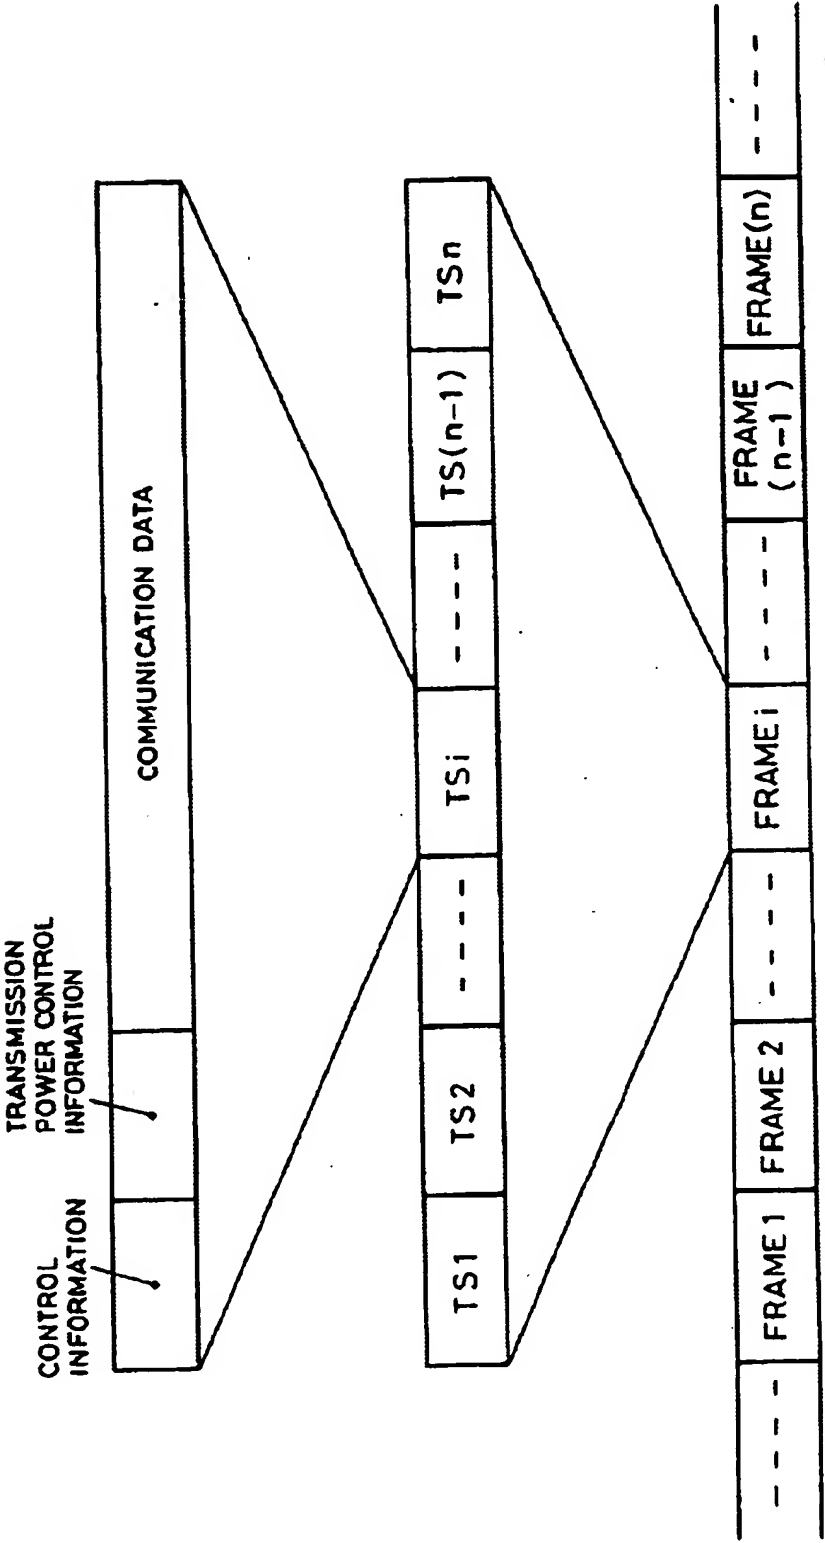 CONTROL
INFORMATION
TRANSMISSION
POWER CONTROL
INFORMATION
COMMUNICATION DATA
TS1
TS2
----
TSi
----
TS(n-1)
TSn
----
FRAME 1
FRAME 2
----
FRAME i
----
FRAME
(n-1)
FRAME(n)
----